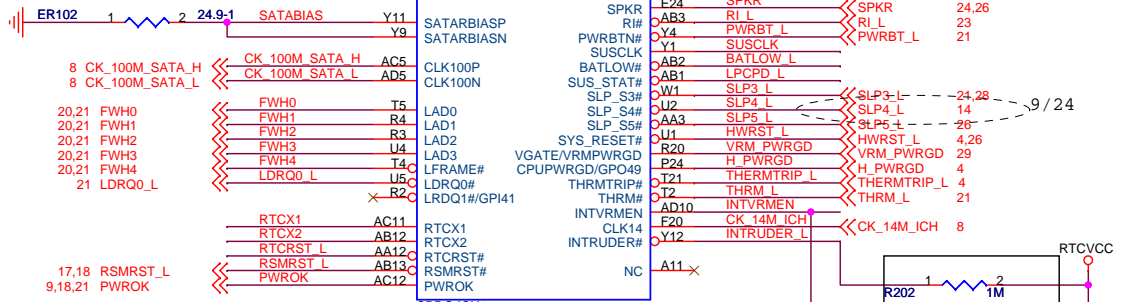 ER102 1 2 24.9-1 SATABIAS Y11 SATARBIASP
Y9 SATARBIASN
8 CK_100M_SATA_H CK_100M_SATA_H AC5 CLK100P
8 CK_100M_SATA_L CK_100M_SATA_L AD5 CLK100N
20,21 FWH0 FWH0 T5 LAD0
20,21 FWH1 FWH1 R4 LAD1
20,21 FWH2 FWH2 R3 LAD2
20,21 FWH3 FWH3 U4 LAD3
20,21 FWH4 FWH4 T4 LFRAME#
21 LDRQ0_L LDRQ0_L U5 LDRQ0#
R2 LRDQ1#/GPI41
RTCX1 AC11 RTCX1
RTCX2 AB12 RTCX2
RTCRST_L AA12 RTCRST#
17,18 RSMRST_L RSMRST_L AB13 RSMRST#
9,18,21 PWROK PWROK AC12 PWROK
SPKR E24 SPKR SPKR 24,26
RI# AB3 RI_L RI_L 23
PWRBTN# Y4 PWRBT_L PWRBT_L 21
SUSCLK Y1 SUSCLK
BATLOW# AB2 BATLOW_L
SUS_STAT# AB1 LPCPD_L
SLP_S3# W1 SLP3_L SLP3_L 21,28
SLP_S4# U2 SLP4_L SLP4_L 14 9/24
SLP_S5# AA3 SLP5_L SLP5_L 26
SYS_RESET# U1 HWRST_L HWRST_L 4,26
VGATE/VRMPWRGD R20 VRM_PWRGD VRM_PWRGD 29
CPUPWRGD/GPO49 P24 H_PWRGD H_PWRGD 4
THRMTRIP# T21 THERMTRIP_L THERMTRIP_L 4
THRM# T2 THRM_L THRM_L 21
INTVRMEN AD10 INTVRMEN
CLK14 F20 CK_14M_ICH CK_14M_ICH 8
INTRUDER# Y12 INTRUDER_L
NC A11
RTCVCC
R202 1 2 1M